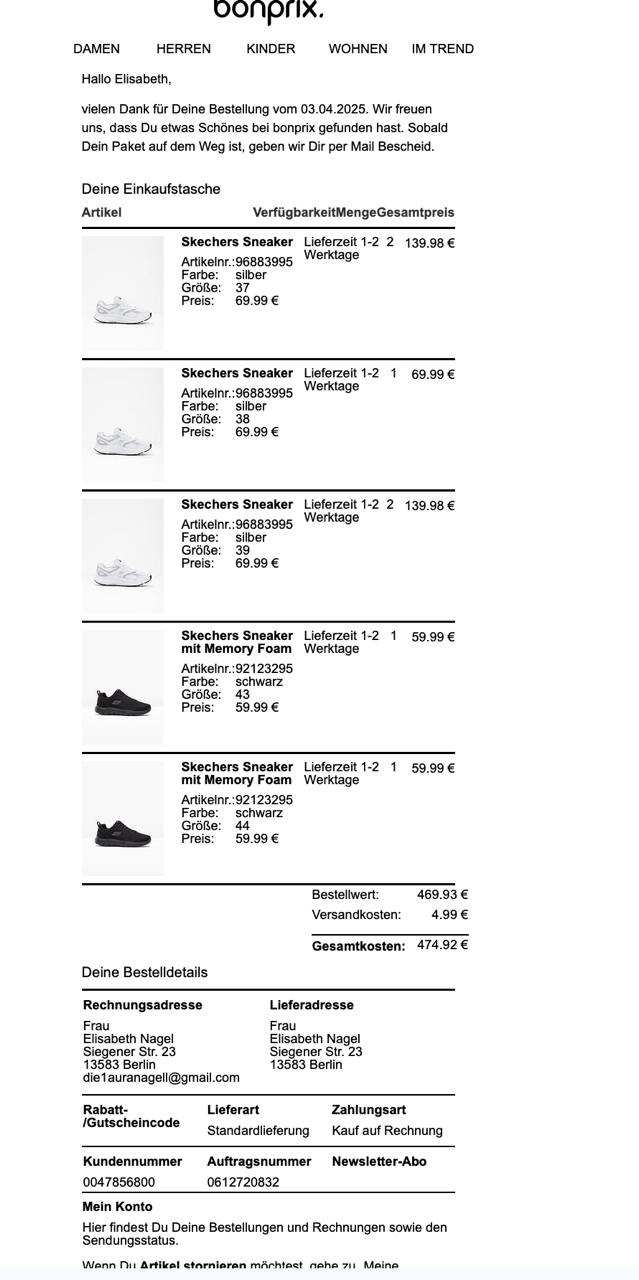 bonprix.
DAMEN HERREN KINDER WOHNEN IM TREND
Hallo Elisabeth,
vielen Dank für Deine Bestellung vom 03.04.2025. Wir freuen
uns, dass Du etwas Schönes bei bonprix gefunden hast. Sobald
Dein Paket auf dem Weg ist, geben wir Dir per Mail Bescheid.
Deine Einkaufstasche
Artikel VerfügbarkeitMengeGesamtpreis
Skechers Sneaker Lieferzeit 1-2 2 139.98 €
Werktage
Artikelnr.:96883995
Farbe: silber
Größe: 37
Preis: 69.99 €
Skechers Sneaker Lieferzeit 1-2 1 69.99 €
Werktage
Artikelnr.:96883995
Farbe: silber
Größe: 38
Preis: 69.99 €
Skechers Sneaker Lieferzeit 1-2 2 139.98 €
Werktage
Artikelnr.:96883995
Farbe: silber
Größe: 39
Preis: 69.99 €
Skechers Sneaker Lieferzeit 1-2 1 59.99 €
mit Memory Foam Werktage
Artikelnr.:92123295
Farbe: schwarz
Größe: 43
Preis: 59.99 €
Skechers Sneaker Lieferzeit 1-2 1 59.99 €
mit Memory Foam Werktage
Artikelnr.:92123295
Farbe: schwarz
Größe: 44
Preis: 59.99 €
Bestellwert: 469.93 €
Versandkosten: 4.99 €
Gesamtkosten: 474.92 €
Deine Bestelldetails
Rechnungsadresse Lieferadresse
Frau Frau
Elisabeth Nagel Elisabeth Nagel
Siegener Str. 23 Siegener Str. 23
13583 Berlin 13583 Berlin
die1auranagell@gmail.com
Rabatt- Lieferart Zahlungsart
/Gutscheincode
Standardlieferung Kauf auf Rechnung
Kundennummer Auftragsnummer Newsletter-Abo
0047856800 0612720832
Mein Konto
Hier findest Du Deine Bestellungen und Rechnungen sowie den
Sendungsstatus.
Wenn Du Artikel stornieren möchtest, gehe zu „Meine